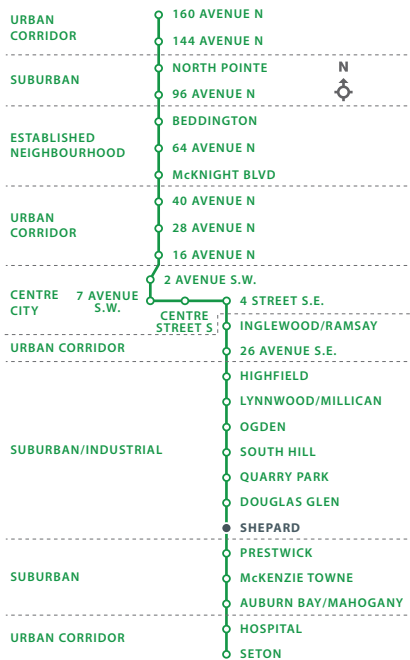 160 AVENUE N
URBAN
CORRIDOR
144 AVENUE N
NORTH POINTE
N
SUBURBAN
96 AVENUE N
BEDDINGTON
ESTABLISHED
NEIGHBOURHOOD
64 AVENUE N
McKNIGHT BLVD
40 AVENUE N
URBAN
CORRIDOR
28 AVENUE N
16 AVENUE N
2 AVENUE S.W.
CENTRE
CITY
7 AVENUE
S.W.
4 STREET S.E.
CENTRE
STREET S
INGLEWOOD/RAMSAY
URBAN CORRIDOR
26 AVENUE S.E.
HIGHFIELD
LYNNWOOD/MILLICAN
OGDEN
SUBURBAN/INDUSTRIAL
SOUTH HILL
QUARRY PARK
DOUGLAS GLEN
SHEPARD
PRESTWICK
SUBURBAN
McKENZIE TOWNE
AUBURN BAY/MAHOGANY
HOSPITAL
URBAN CORRIDOR
SETON